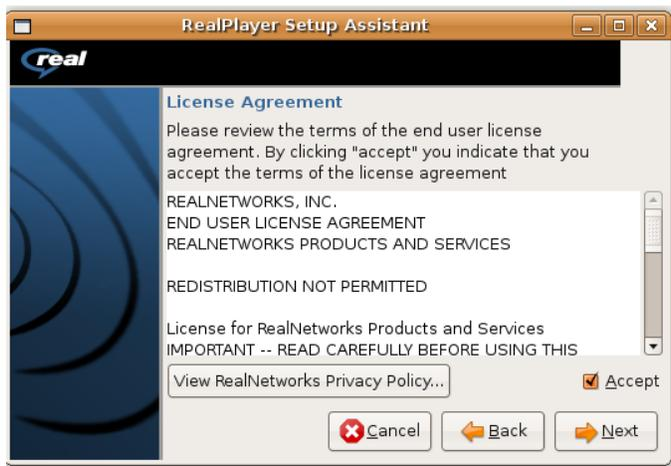 RealPlayer Setup Assistant
real
License Agreement
Please review the terms of the end user license
agreement. By clicking "accept" you indicate that you
accept the terms of the license agreement
REALNETWORKS, INC.
END USER LICENSE AGREEMENT
REALNETWORKS PRODUCTS AND SERVICES
REDISTRIBUTION NOT PERMITTED
License for RealNetworks Products and Services
IMPORTANT -- READ CAREFULLY BEFORE USING THIS
View RealNetworks Privacy Policy...
Accept
Cancel
Back
Next